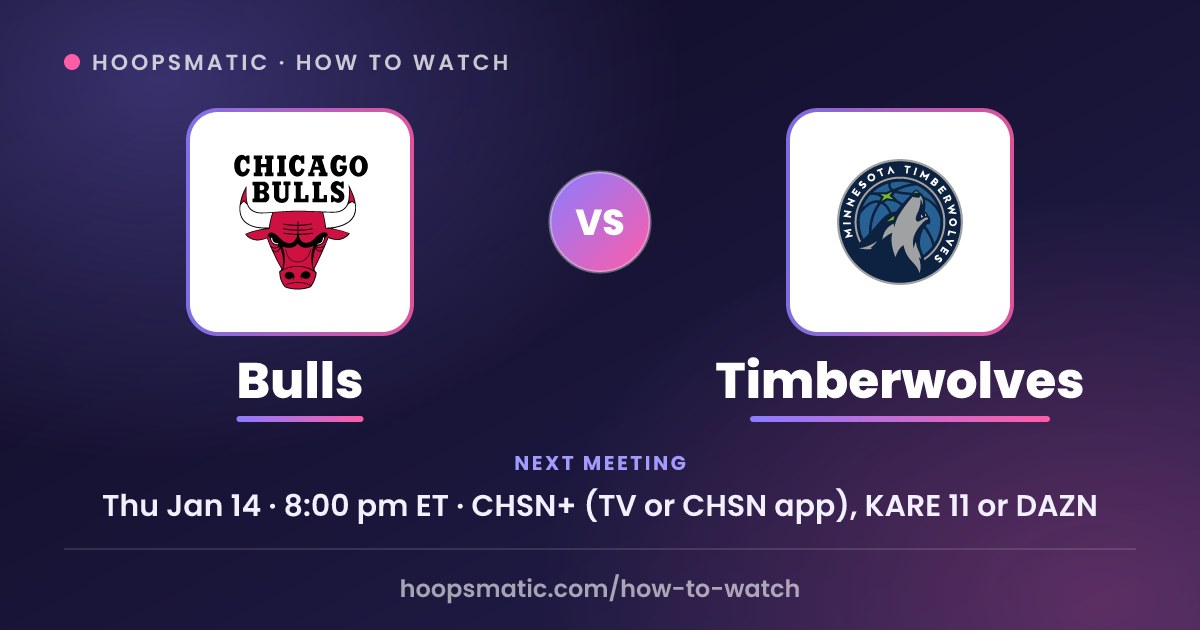 HOOPSMATIC · HOW TO WATCH
CHICAGO
BULLS
VS
MINNESOTA TIMBERWOLVES
Bulls
Timberwolves
NEXT MEETING
Thu Jan 14 · 8:00 pm ET · CHSN+ (TV or CHSN app), KARE 11 or DAZN
hoopsmatic.com/how-to-watch